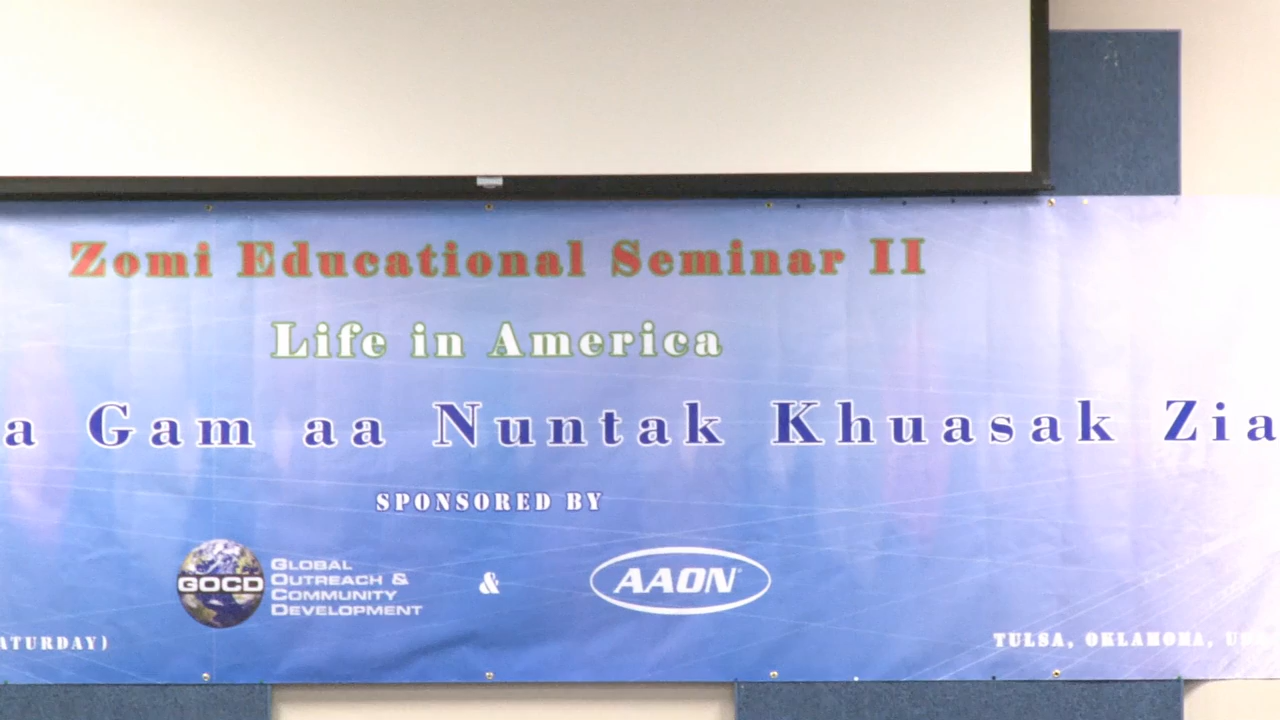 Zomi Educational Seminar II
Life in America
a Gam aa Nuntak Khuasak Zia
SPONSORED BY
GOCD
GLOBAL
OUTREACH &
COMMUNITY
DEVELOPMENT
&
AAON
ATURDAY)
TULSA, OKLAHOMA,